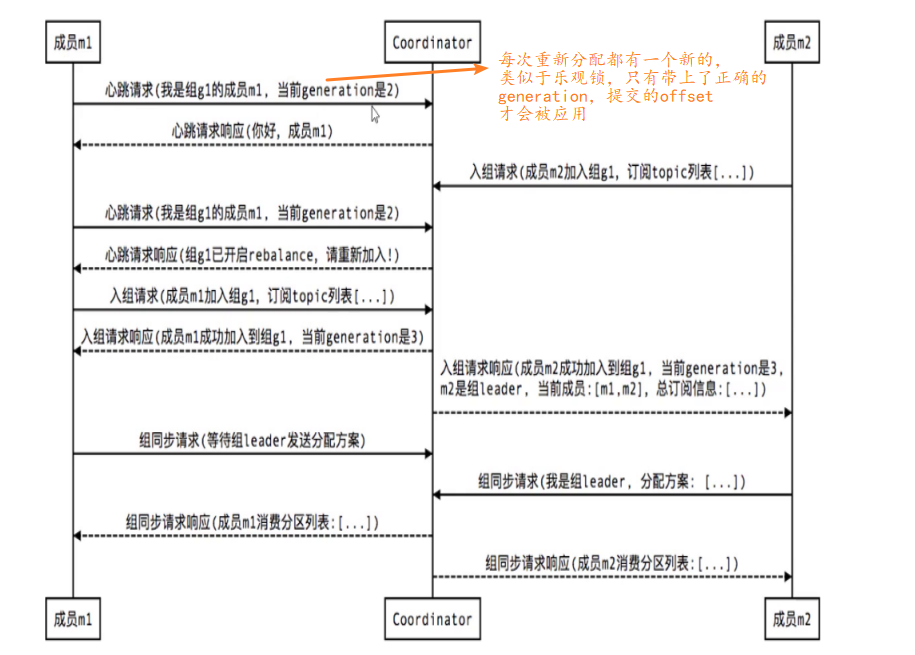 成员m1
Coordinator
成员m2
每次重新分配都有一个新的，
类似于乐观锁，只有带上了正确的
generation，提交的offset
才会被应用
心跳请求(我是组g1的成员m1，当前generation是2)
心跳请求响应(你好，成员m1)
入组请求(成员m2加入组g1，订阅topic列表[...])
心跳请求(我是组g1的成员m1，当前generation是2)
心跳请求响应(组g1已开启rebalance，请重新加入!)
入组请求(成员m1加入组g1，订阅topic列表[...])
入组请求响应(成员m1成功加入到组g1，当前generation是3)
入组请求响应(成员m2成功加入到组g1，当前generation是3，
m2是组leader，当前成员:[m1,m2]，总订阅信息:[...])
组同步请求(等待组leader发送分配方案)
组同步请求(我是组leader，分配方案: [...])
组同步请求响应(成员m1消费分区列表:[...])
组同步请求响应(成员m2消费分区列表:[...])
成员m1
Coordinator
成员m2